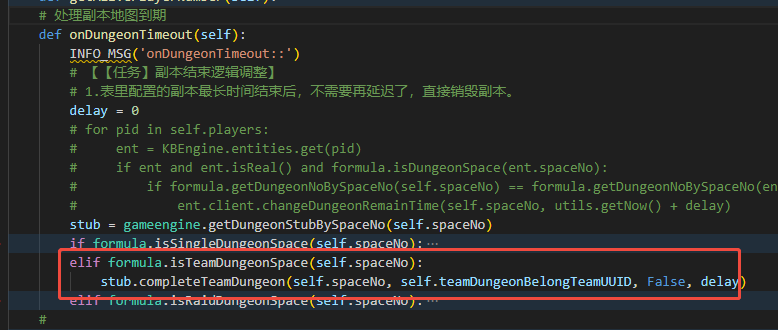 # 处理副本地图到期
def onDungeonTimeout(self):
INFO_MSG('onDungeonTimeout::')
# 【【任务】副本结束逻辑调整】
# 1.表里配置的副本最长时间结束后，不需要再延迟了，直接销毁副本。
delay = 0
# for pid in self.players:
#     ent = KBEngine.entities.get(pid)
#     if ent and ent.isReal() and formula.isDungeonSpace(ent.spaceNo):
#         if formula.getDungeonNoBySpaceNo(self.spaceNo) == formula.getDungeonNoBySpaceNo(en
#             ent.client.changeDungeonRemainTime(self.spaceNo, utils.getNow() + delay)
stub = gameengine.getDungeonStubBySpaceNo(self.spaceNo)
if formula.isSingleDungeonSpace(self.spaceNo):…
elif formula.isTeamDungeonSpace(self.spaceNo):
stub.completeTeamDungeon(self.spaceNo, self.teamDungeonBelongTeamUUID, False, delay)
elif formula.isRaidDungeonSpace(self.spaceNo):…
#